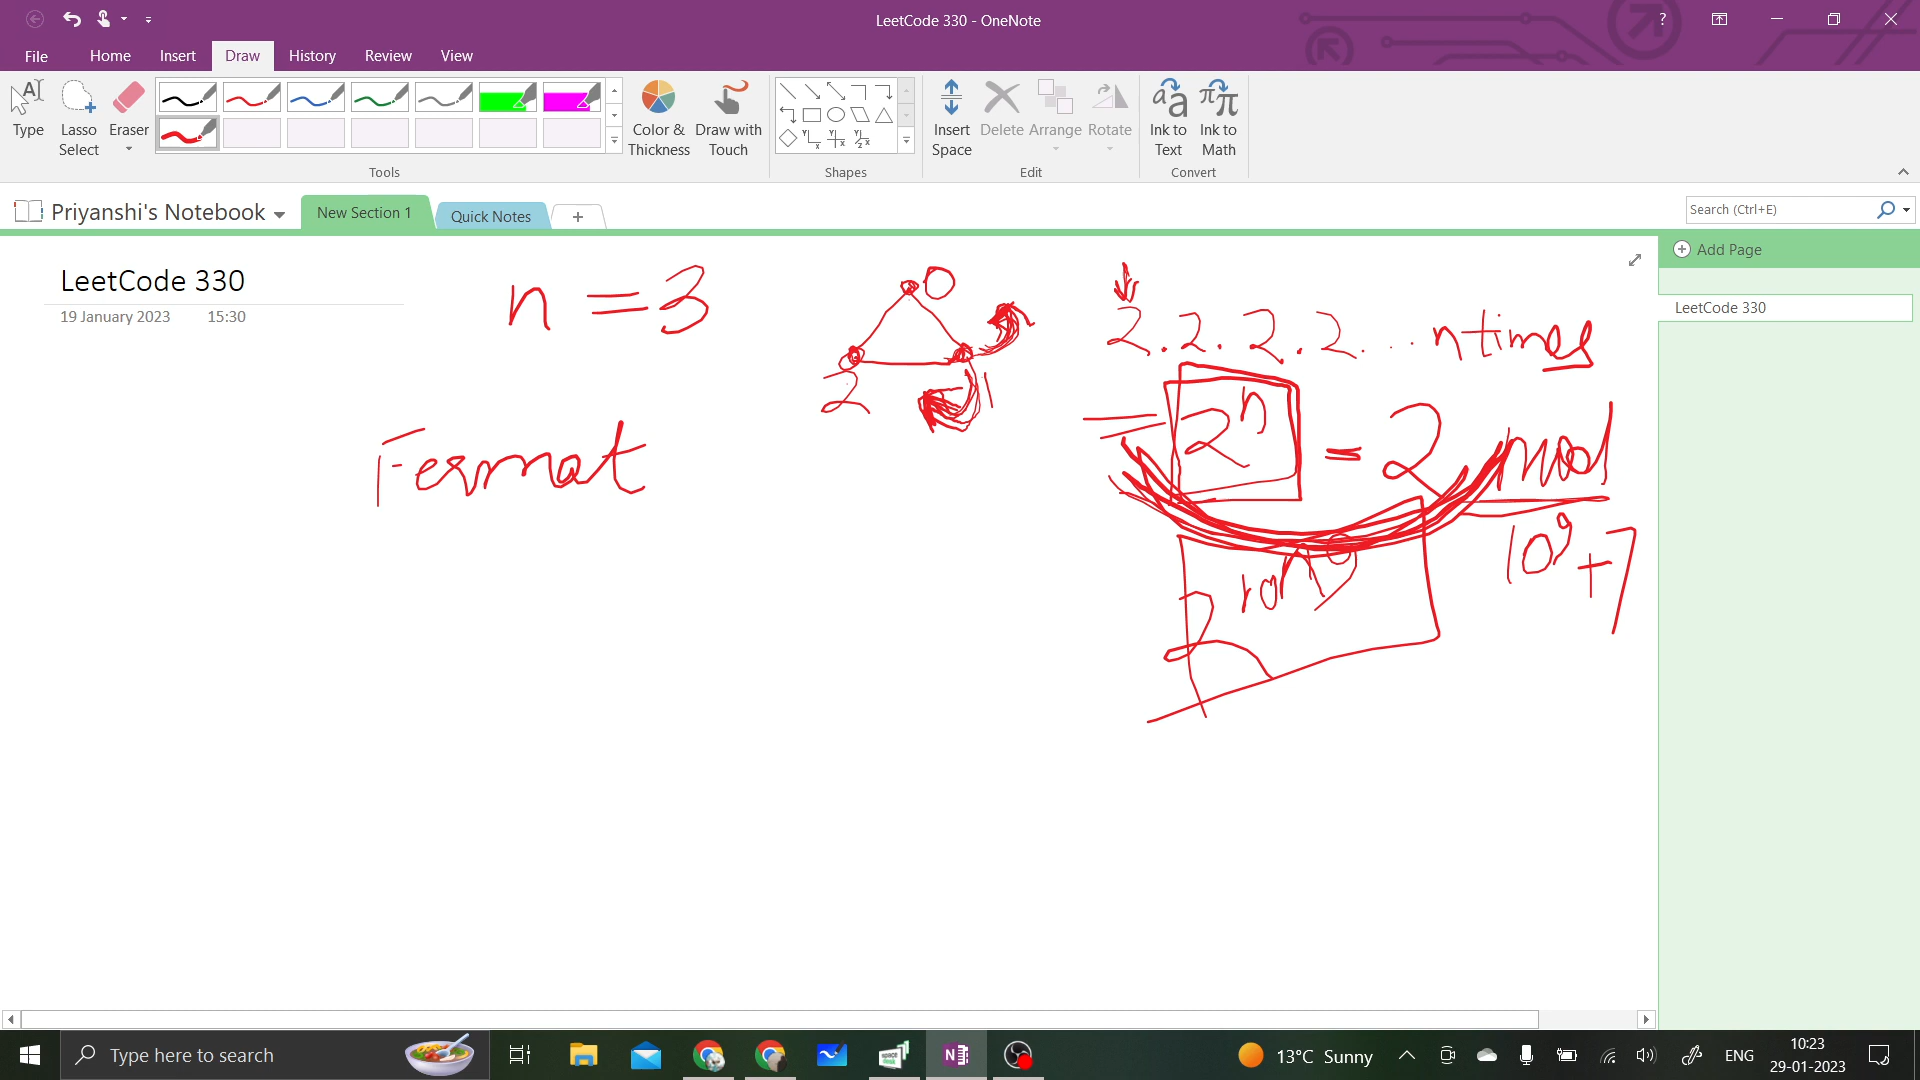 LeetCode 330 - OneNote
?
File Home Insert Draw History Review View
Type
Lasso Select
Eraser
Color & Thickness
Draw with Touch
Insert Space
Delete
Arrange
Rotate
Ink to Text
Ink to Math
Tools
Shapes
Edit
Convert
Priyanshi's Notebook
New Section 1
Quick Notes
+
Search (Ctrl+E)
Add Page
LeetCode 330
LeetCode 330
19 January 2023 15:30
n = 3
0
2
1
2.2.2.2... n times
= 2^n = 2 mod
10^9 + 7
Fermat
Type here to search
13°C Sunny
ENG
10:23
29-01-2023